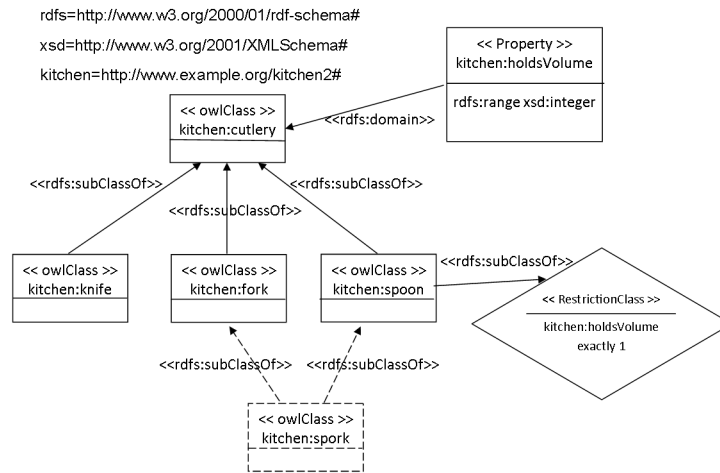 rdfs=http://www.w3.org/2000/01/rdf-schema#
xsd=http://www.w3.org/2001/XMLSchema#
kitchen=http://www.example.org/kitchen2#
<< Property >>
kitchen:holdsVolume
rdfs:range xsd:integer
<< owlClass >>
kitchen:cutlery
<<rdfs:domain>>
<<rdfs:subClassOf>>
<<rdfs:subClassOf>>
<<rdfs:subClassOf>>
<< owlClass >>
kitchen:knife
<< owlClass >>
kitchen:fork
<< owlClass >>
kitchen:spoon
<<rdfs:subClassOf>>
<< RestrictionClass >>
kitchen:holdsVolume
exactly 1
<<rdfs:subClassOf>>
<<rdfs:subClassOf>>
<< owlClass >>
kitchen:spork